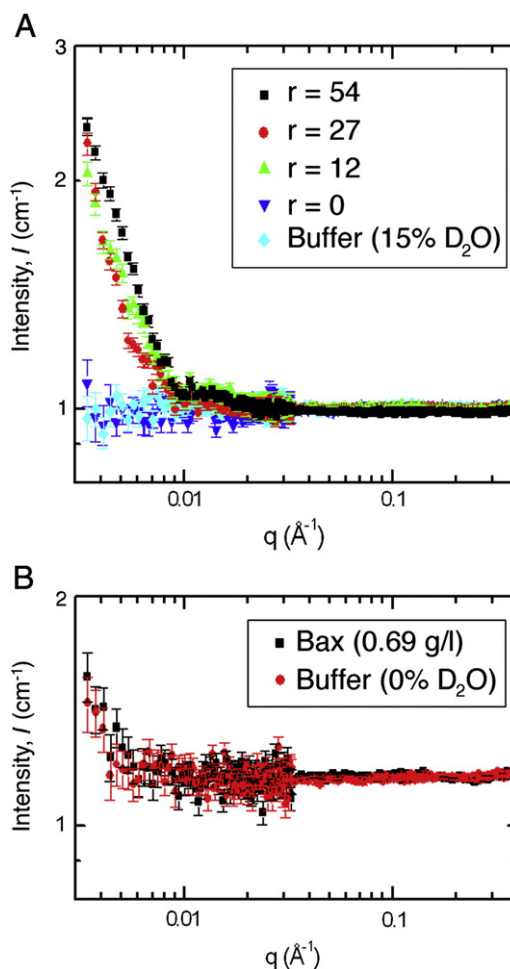 A
3
r = 54
r = 27
r = 12
r = 0
Buffer (15% D₂O)
2
1
Intensity, I (cm⁻¹)
0.01
0.1
q (Å⁻¹)
B
2
Bax (0.69 g/l)
Buffer (0% D₂O)
1
Intensity, I (cm⁻¹)
0.01
0.1
q (Å⁻¹)